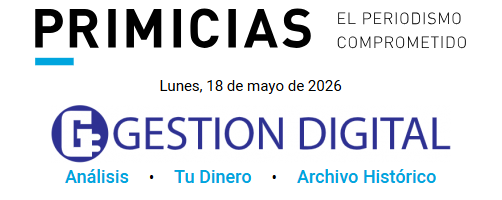 PRIMICIAS
EL PERIODISMO
COMPROMETIDO
Lunes, 18 de mayo de 2026
G GESTION DIGITAL
Análisis • Tu Dinero • Archivo Histórico